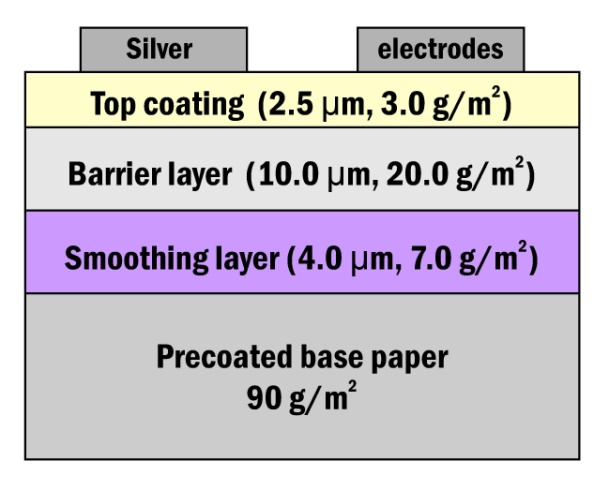 Silver electrodes
Top coating (2.5 μm, 3.0 g/m²)
Barrier layer (10.0 μm, 20.0 g/m²)
Smoothing layer (4.0 μm, 7.0 g/m²)
Precoated base paper
90 g/m²